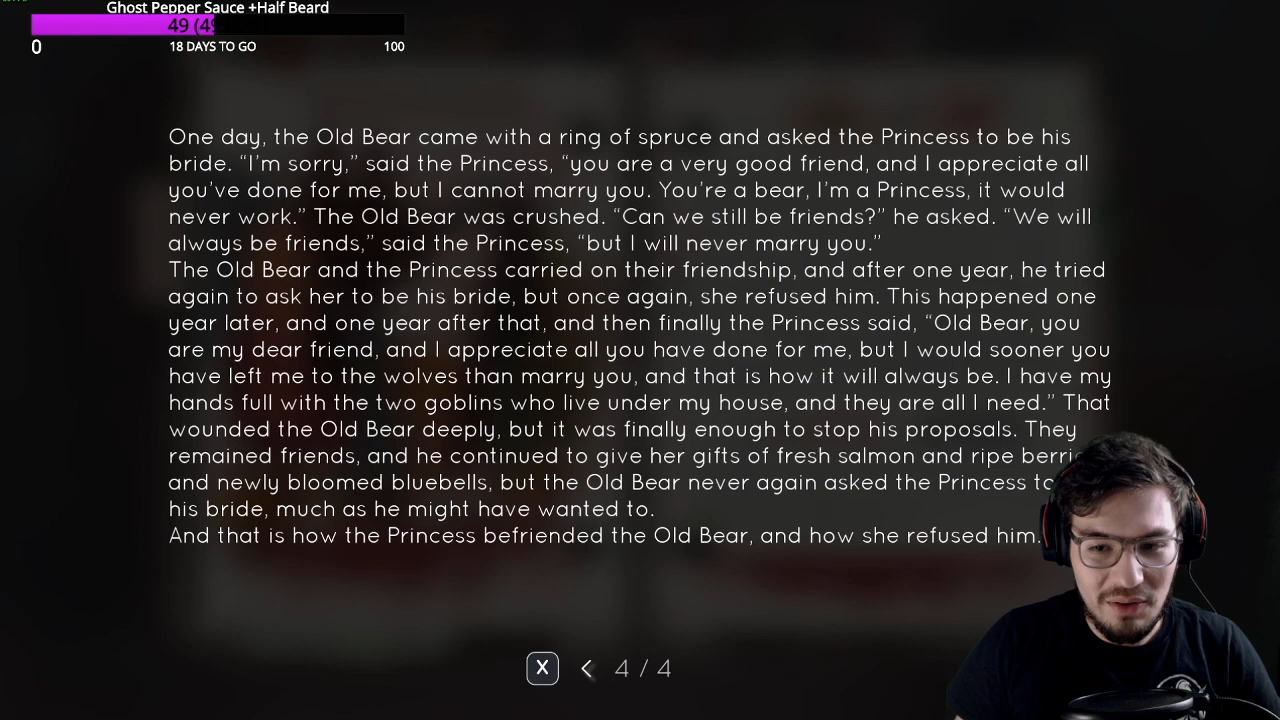 Ghost Pepper Sauce +Half Beard
49 (49
0
18 DAYS TO GO
100
One day, the Old Bear came with a ring of spruce and asked the Princess to be his
bride. “I’m sorry,” said the Princess, “you are a very good friend, and I appreciate all
you’ve done for me, but I cannot marry you. You’re a bear, I’m a Princess, it would
never work.” The Old Bear was crushed. “Can we still be friends?” he asked. “We will
always be friends,” said the Princess, “but I will never marry you.”
The Old Bear and the Princess carried on their friendship, and after one year, he tried
again to ask her to be his bride, but once again, she refused him. This happened one
year later, and one year after that, and then finally the Princess said, “Old Bear, you
are my dear friend, and I appreciate all you have done for me, but I would sooner you
have left me to the wolves than marry you, and that is how it will always be. I have my
hands full with the two goblins who live under my house, and they are all I need.” That
wounded the Old Bear deeply, but it was finally enough to stop his proposals. They
remained friends, and he continued to give her gifts of fresh salmon and ripe berri
and newly bloomed bluebells, but the Old Bear never again asked the Princess to
his bride, much as he might have wanted to.
And that is how the Princess befriended the Old Bear, and how she refused him.
X < 4 / 4